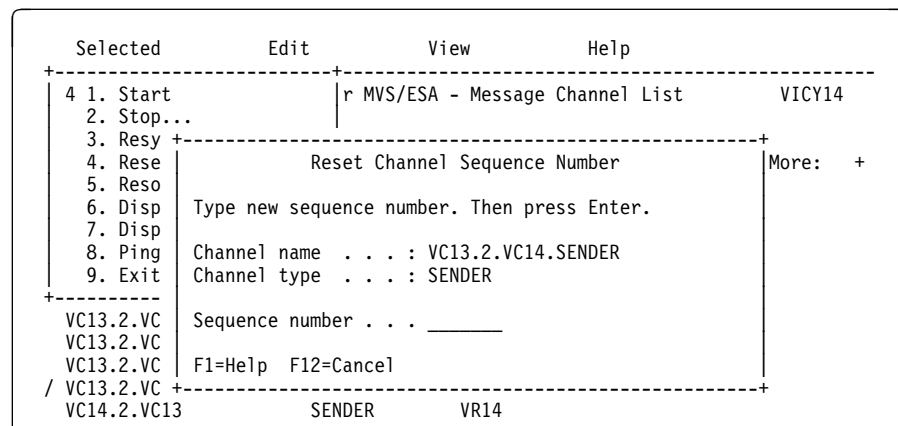 Selected Edit View Help
+----------------------------+------------------------------------------------------
| 4 1. Start |r MVS/ESA - Message Channel List VICY14
| 2. Stop... |
| 3. Resy +----------------------------------------------------------+
| 4. Rese | Reset Channel Sequence Number |More: +
| 5. Reso |
| 6. Disp | Type new sequence number. Then press Enter. |
| 7. Disp |
| 8. Ping | Channel name . . . : VC13.2.VC14.SENDER |
| 9. Exit | Channel type . . . : SENDER |
+----------
VC13.2.VC | Sequence number . . . _______ |
VC13.2.VC |
VC13.2.VC | F1=Help F12=Cancel |
/ VC13.2.VC +----------------------------------------------------------+
VC14.2.VC13 SENDER VR14